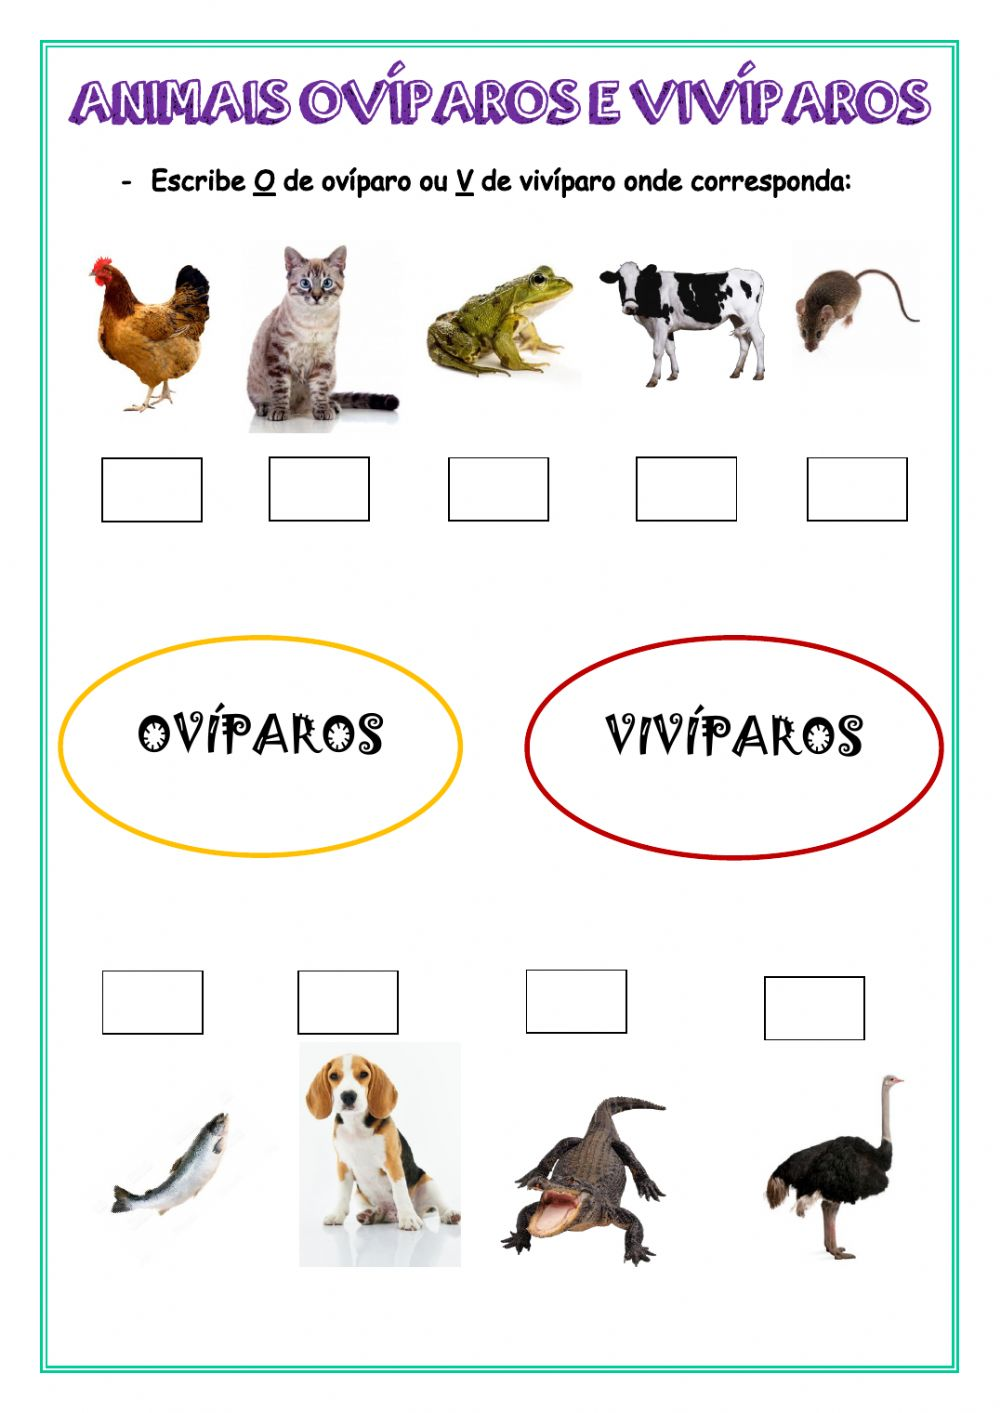 ANIMAIS OVÍPAROS E VIVÍPAROS
- Escribe O de ovíparo ou V de vivíparo onde corresponda:
OVÍPAROS
VIVÍPAROS